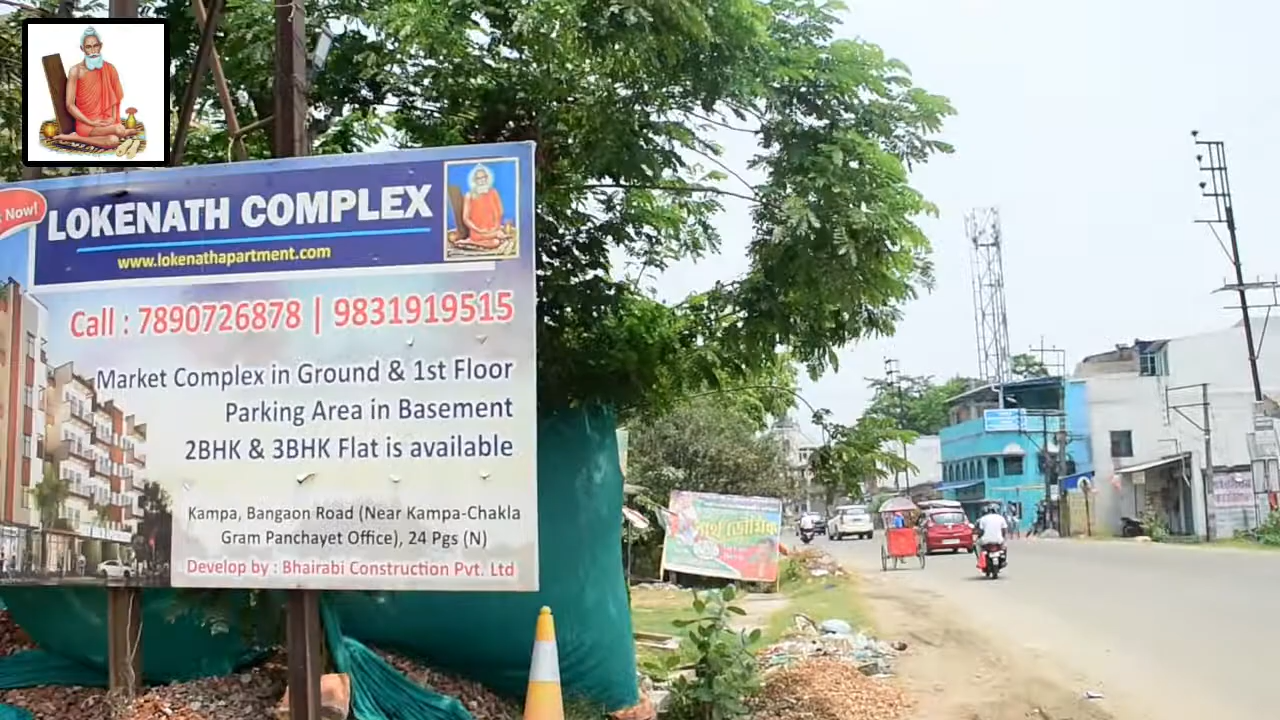 Now!
LOKENATH COMPLEX
www.lokenathapartment.com
Call : 7890726878 | 9831919515
Market Complex in Ground & 1st Floor
Parking Area in Basement
2BHK & 3BHK Flat is available
Kampa, Bangaon Road (Near Kampa-Chakla
Gram Panchayet Office), 24 Pgs (N)
Develop by : Bhairabi Construction Pvt. Ltd